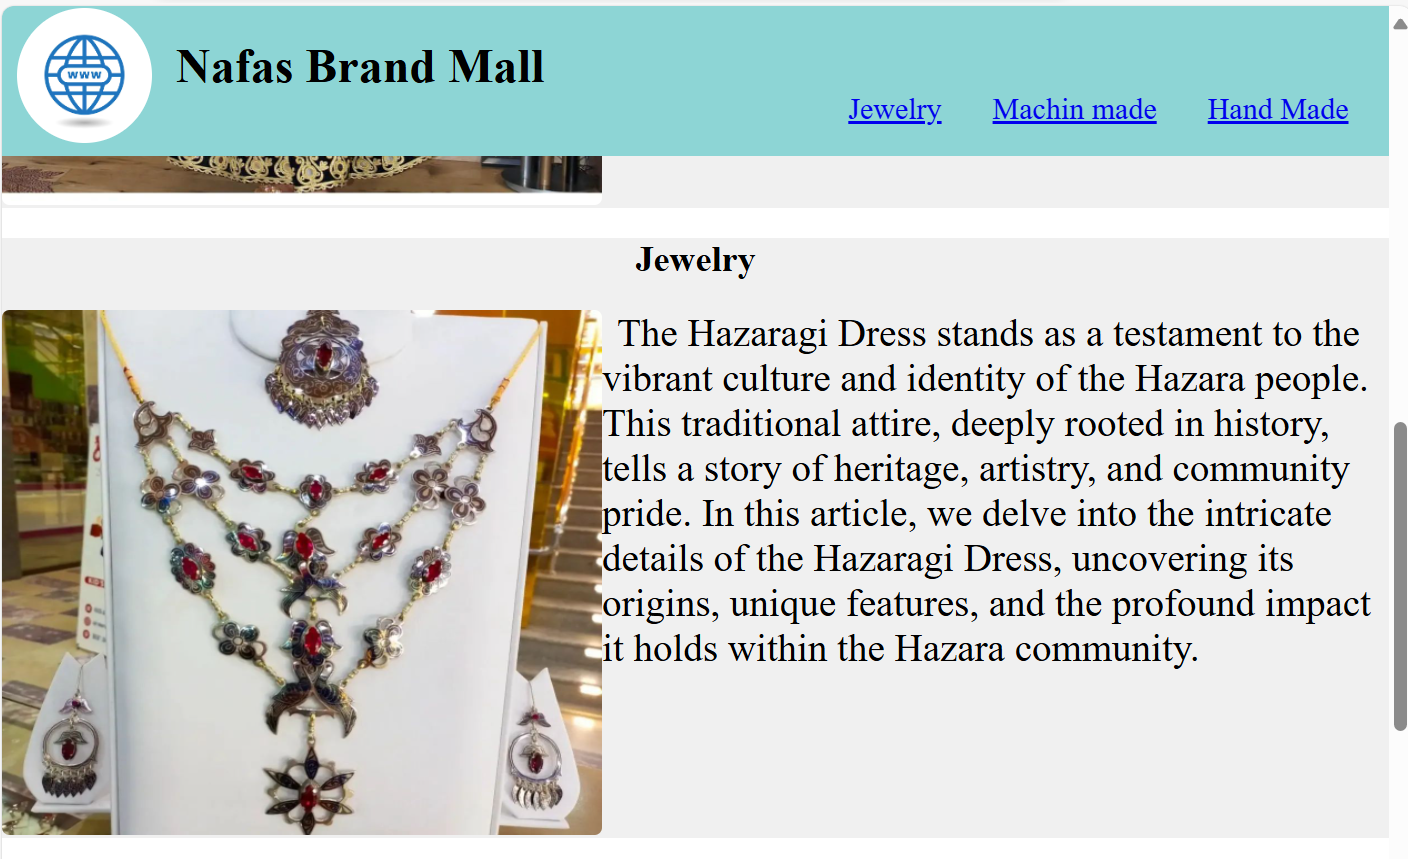 www
Nafas Brand Mall
Jewelry
Machin made
Hand Made
Jewelry
The Hazaragi Dress stands as a testament to the
vibrant culture and identity of the Hazara people.
This traditional attire, deeply rooted in history,
tells a story of heritage, artistry, and community
pride. In this article, we delve into the intricate
details of the Hazaragi Dress, uncovering its
origins, unique features, and the profound impact
it holds within the Hazara community.